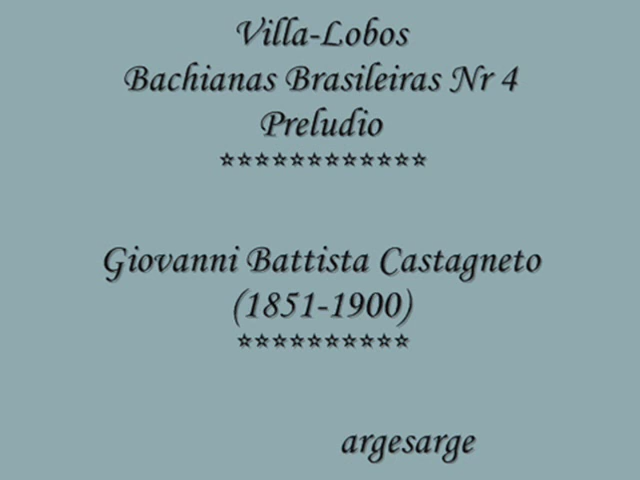 Villa-Lobos
Bachianas Brasileiras Nr 4
Preludio
************
Giovanni Battista Castagneto
(1851-1900)
**********
argesarge